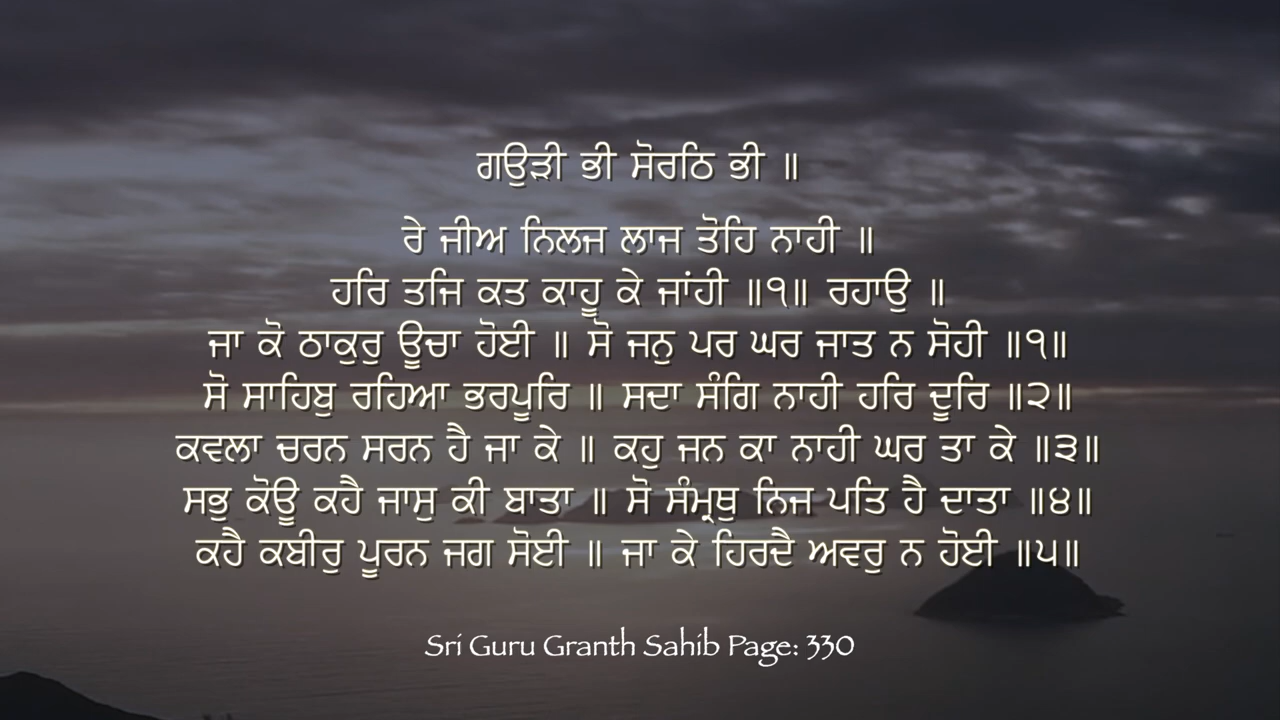 ਗਉੜੀ ਭੀ ਸੋਰਠਿ ਭੀ ॥
ਰੇ ਜੀਅ ਨਿਲਜ ਲਾਜ ਤੋਹਿ ਨਾਹੀ ॥
ਹਰਿ ਤਜਿ ਕਤ ਕਾਹੂ ਕੇ ਜਾਂਹੀ ॥੧॥ ਰਹਾਉ ॥
ਜਾ ਕੋ ਠਾਕੁਰੁ ਊਚਾ ਹੋਈ ॥ ਸੋ ਜਨੁ ਪਰ ਘਰ ਜਾਤ ਨ ਸੋਹੀ ॥੧॥
ਸੋ ਸਾਹਿਬੁ ਰਹਿਆ ਭਰਪੂਰਿ ॥ ਸਦਾ ਸੰਗਿ ਨਾਹੀ ਹਰਿ ਦੂਰਿ ॥੨॥
ਕਵਲਾ ਚਰਨ ਸਰਨ ਹੈ ਜਾ ਕੇ ॥ ਕਹੁ ਜਨ ਕਾ ਨਾਹੀ ਘਰ ਤਾ ਕੇ ॥੩॥
ਸਭੁ ਕੋਊ ਕਹੈ ਜਾਸੁ ਕੀ ਬਾਤਾ ॥ ਸੋ ਸੰਮ੍ਰਥੁ ਨਿਜ ਪਤਿ ਹੈ ਦਾਤਾ ॥੪॥
ਕਹੈ ਕਬੀਰੁ ਪੂਰਨ ਜਗ ਸੋਈ ॥ ਜਾ ਕੇ ਹਿਰਦੈ ਅਵਰੁ ਨ ਹੋਈ ॥੫॥
Sri Guru Granth Sahib Page: 330